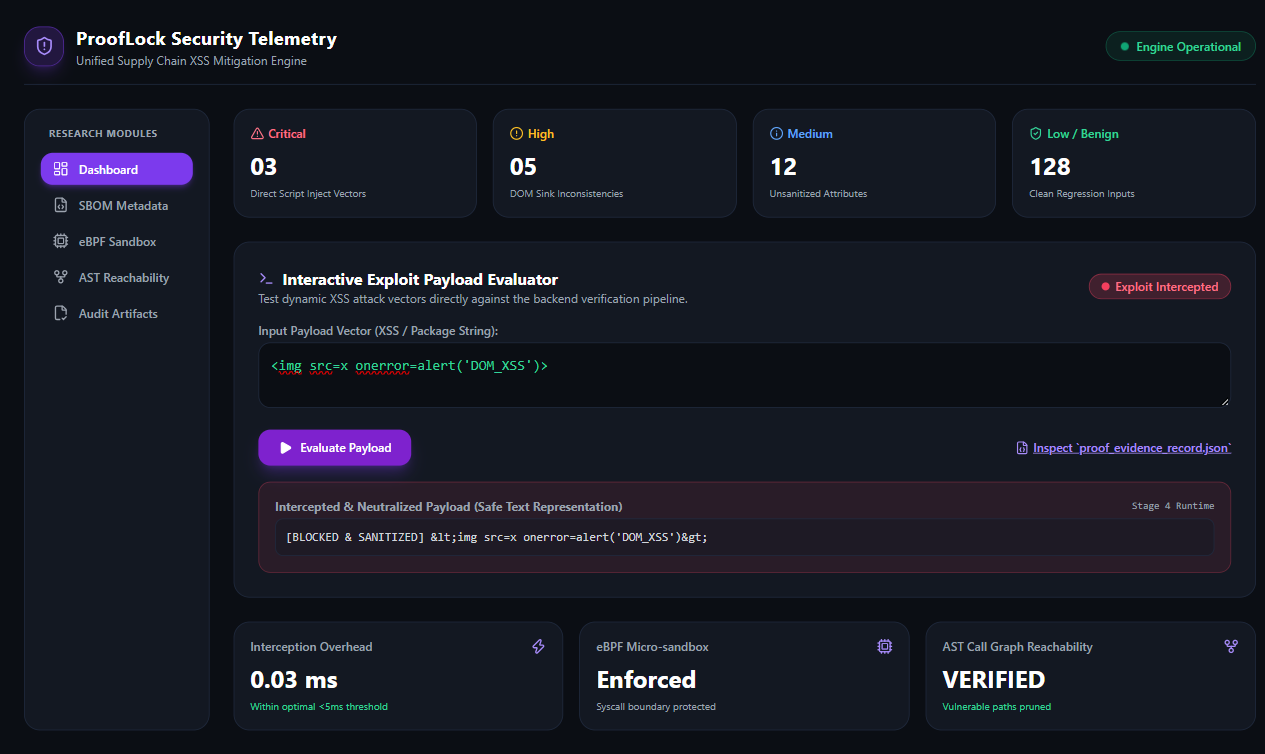 ProofLock Security Telemetry
Unified Supply Chain XSS Mitigation Engine
Engine Operational
RESEARCH MODULES
Dashboard
SBOM Metadata
eBPF Sandbox
AST Reachability
Audit Artifacts
Critical
03
Direct Script Inject Vectors
High
05
DOM Sink Inconsistencies
Medium
12
Unsanitized Attributes
Low / Benign
128
Clean Regression Inputs
Interactive Exploit Payload Evaluator
Test dynamic XSS attack vectors directly against the backend verification pipeline.
Exploit Intercepted
Input Payload Vector (XSS / Package String):
<img src=x onerror=alert('DOM_XSS')>
Evaluate Payload
Inspect `proof_evidence_record.json`
Intercepted & Neutralized Payload (Safe Text Representation)
Stage 4 Runtime
[BLOCKED & SANITIZED] &lt;img src=x onerror=alert('DOM_XSS')&gt;
Interception Overhead
0.03 ms
Within optimal <5ms threshold
eBPF Micro-sandbox
Enforced
Syscall boundary protected
AST Call Graph Reachability
VERIFIED
Vulnerable paths pruned